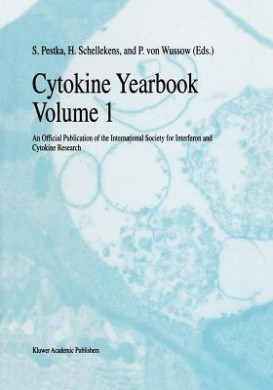 S. Pestka, H. Schellekens, and P. von Wussow (Eds.)
Cytokine Yearbook
Volume 1
An Official Publication of the International Society for Interferon and
Cytokine Research
Kluwer Academic Publishers